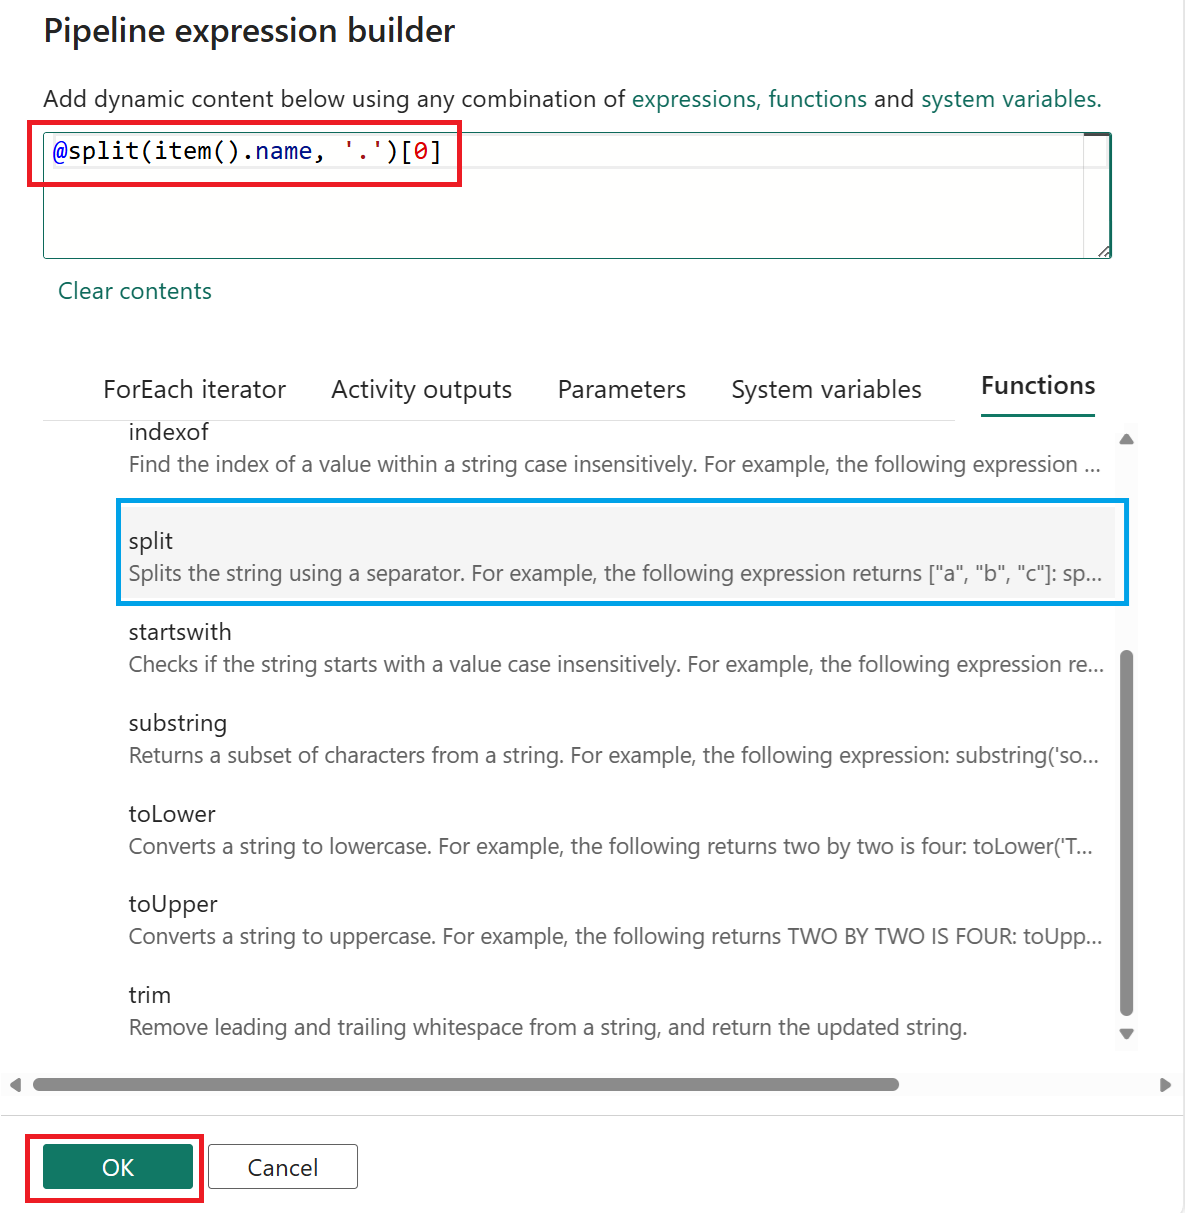 Pipeline expression builder
Add dynamic content below using any combination of expressions, functions and system variables.
@split(item().name, '.')[0]
Clear contents
ForEach iterator Activity outputs Parameters System variables Functions
indexof
Find the index of a value within a string case insensitively. For example, the following expression ...
split
Splits the string using a separator. For example, the following expression returns ["a", "b", "c"]: sp...
startswith
Checks if the string starts with a value case insensitively. For example, the following expression re...
substring
Returns a subset of characters from a string. For example, the following expression: substring('so...
toLower
Converts a string to lowercase. For example, the following returns two by two is four: toLower('T...
toUpper
Converts a string to uppercase. For example, the following returns TWO BY TWO IS FOUR: toUpp...
trim
Remove leading and trailing whitespace from a string, and return the updated string.
OK Cancel